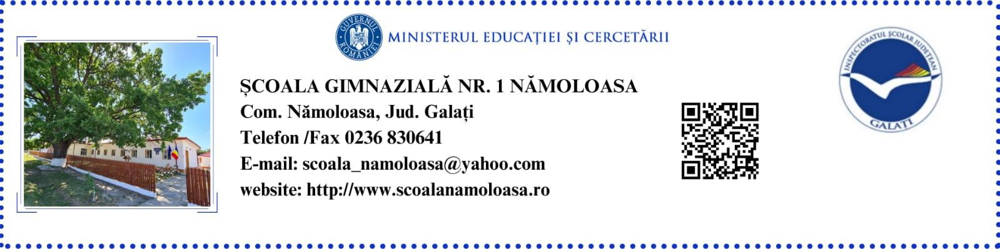 GUVERNUL ROMÂNIEI
MINISTERUL EDUCAȚIEI ȘI CERCETĂRII
INSPECTORATUL ȘCOLAR JUDEȚEAN
GALAȚI
ȘCOALA GIMNAZIALĂ NR. 1 NĂMOLOASA
Com. Nămoloasa, Jud. Galați
Telefon /Fax 0236 830641
E-mail: scoala_namoloasa@yahoo.com
website: http://www.scoalanamoloasa.ro